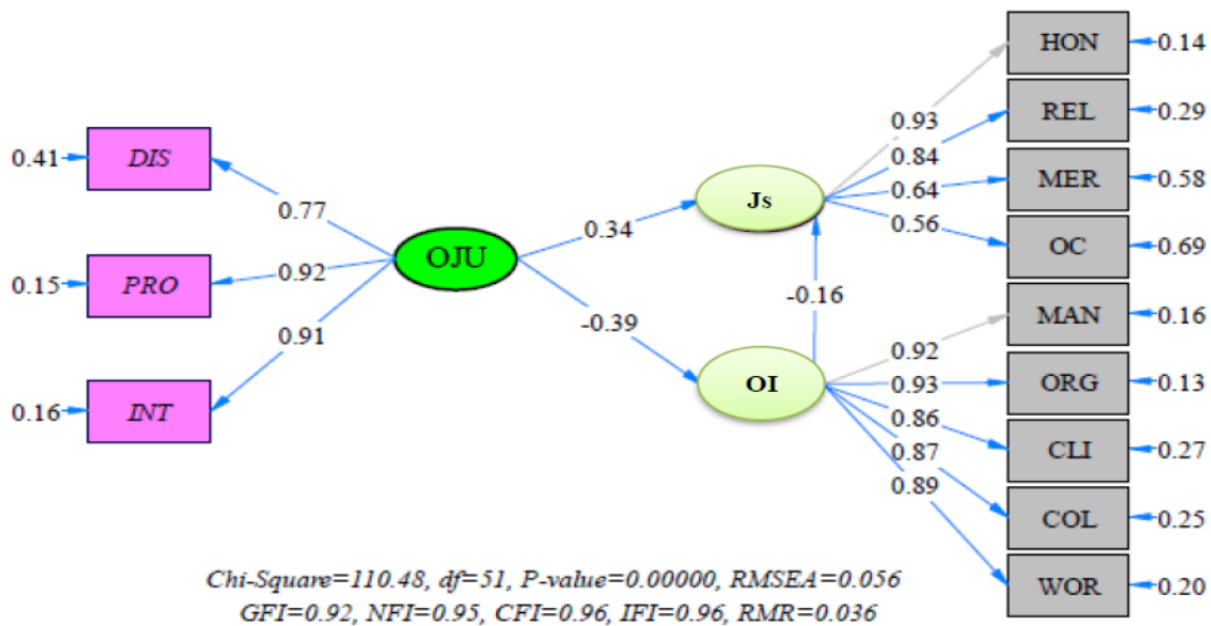 HON
0.14
REL
0.29
MER
0.58
OC
0.69
MAN
0.16
ORG
0.13
CLI
0.27
COL
0.25
WOR
0.20
0.93
0.84
0.64
0.56
Js
0.41
DIS
0.77
0.34
OJU
0.15
PRO
0.92
-0.16
-0.39
0.91
0.16
INT
OI
0.92
0.93
0.86
0.87
0.89
Chi-Square=110.48, df=51, P-value=0.00000, RMSEA=0.056
GFI=0.92, NFI=0.95, CFI=0.96, IFI=0.96, RMR=0.036